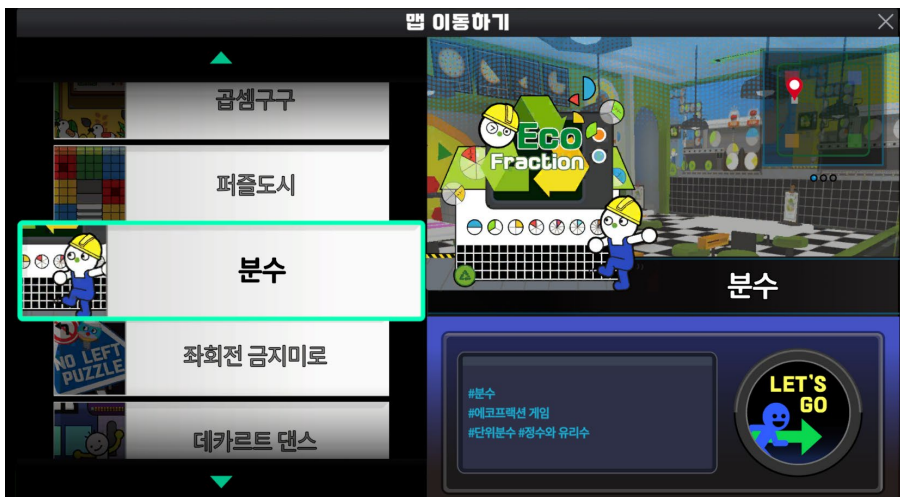 맵 이동하기
곱셈구구
퍼즐도시
분수
좌회전 금지미로
NO LEFT
PUZZLE
데카르트 댄스
Eco
Fraction
분수
#분수
#에코프랙션 게임
#단위분수 #정수와 유리수
LET'S
GO